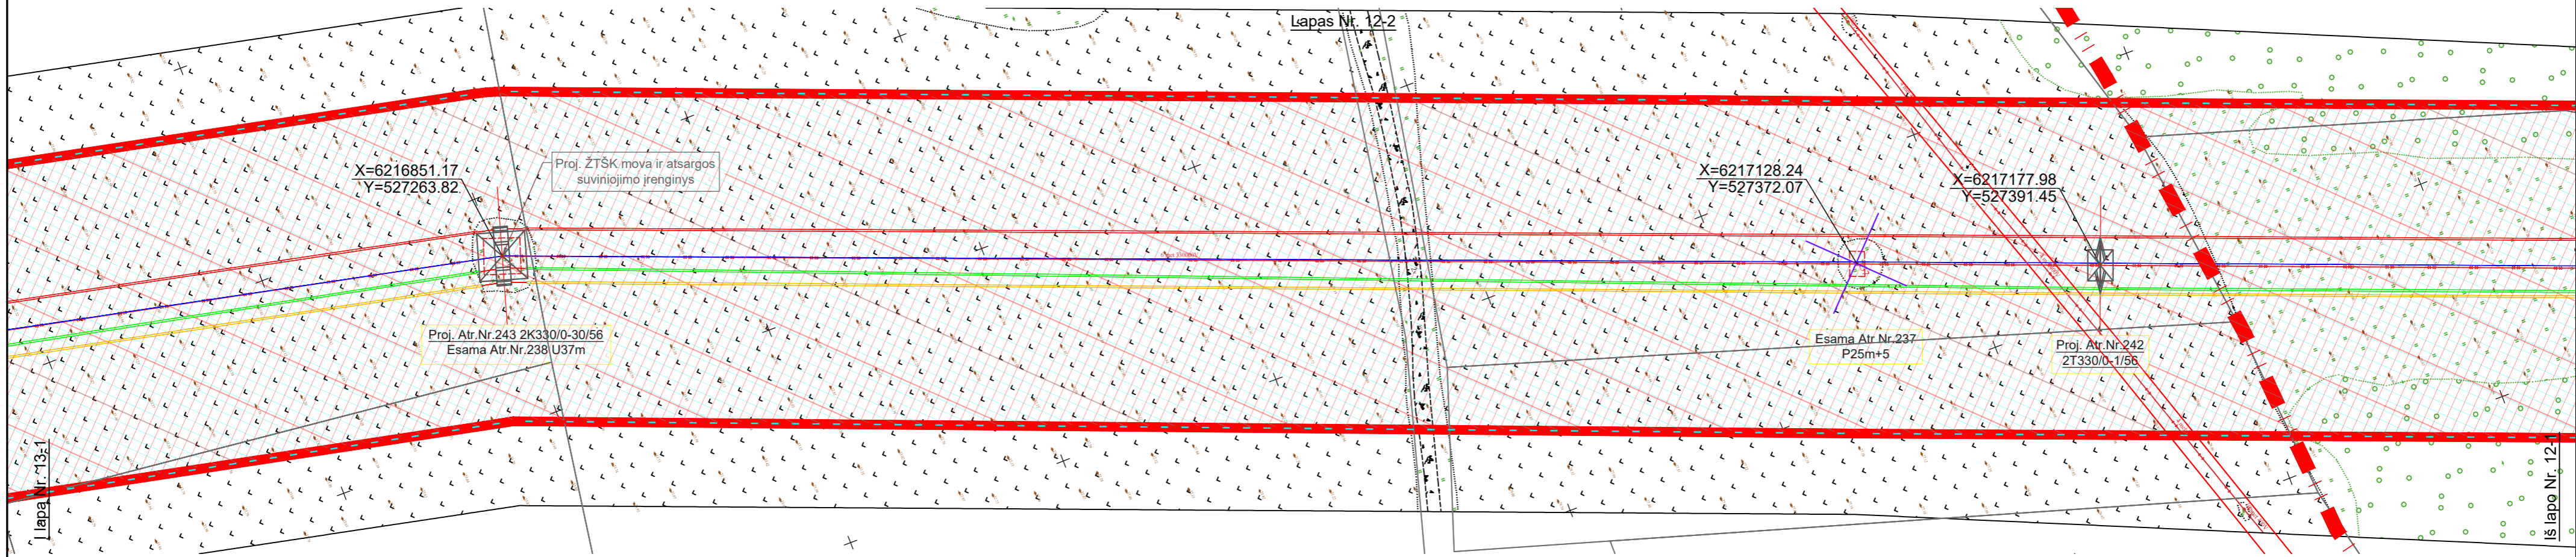 Lapas Nr. 12-2
X=6216851.17
Y=527263.82
Proj. ŽTŠK mova ir atsargos
suviniojimo įrenginys
X=6217128.24
Y=527372.07
X=6217177.98
Y=527391.45
Proj. Atr.Nr.243 2K330/0-30/56
Esama Atr.Nr.238 U37m
Esama Atr Nr.237
P25m+5
Proj. Atr.Nr.242
2T330/0-1/56
Į lapą Nr. 13-1
Iš lapo Nr. 12-1